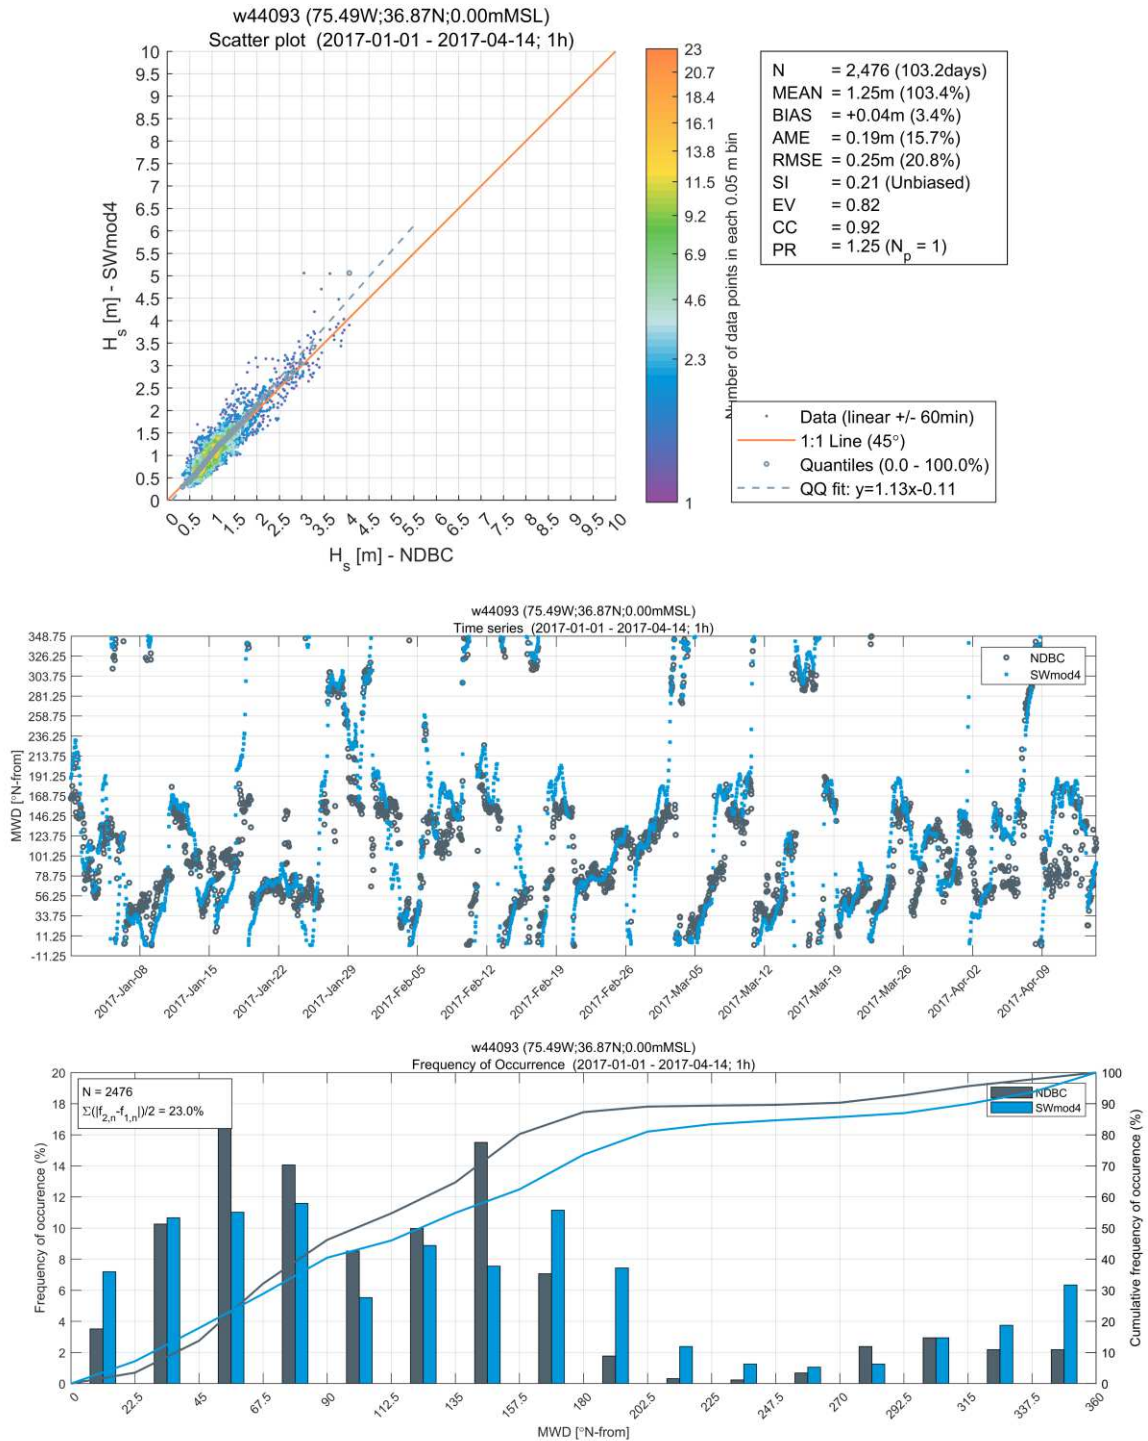 w44093 (75.49W;36.87N;0.00mMSL)
Scatter plot (2017-01-01 - 2017-04-14; 1h)
10
9.5
9
8.5
8
7.5
7
6.5
6
5.5
5
4.5
4
3.5
3
2.5
2
1.5
1
0.5
0
H_s [m] - SWmod4
0 0.5 1 1.5 2 2.5 3 3.5 4 4.5 5 5.5 6 6.5 7 7.5 8 8.5 9 9.5 10
H_s [m] - NDBC
23
20.7
18.4
16.1
13.8
11.5
9.2
6.9
4.6
2.3
1
Number of data points in each 0.05 m bin
N = 2,476 (103.2days)
MEAN = 1.25m (103.4%)
BIAS = +0.04m (3.4%)
AME = 0.19m (15.7%)
RMSE = 0.25m (20.8%)
SI = 0.21 (Unbiased)
EV = 0.82
CC = 0.92
PR = 1.25 (N_p = 1)
Data (linear +/- 60min)
1:1 Line (45°)
Quantiles (0.0 - 100.0%)
QQ fit: y=1.13x-0.11
w44093 (75.49W;36.87N;0.00mMSL)
Time series (2017-01-01 - 2017-04-14; 1h)
348.75
326.25
303.75
281.25
258.75
236.25
213.75
191.25
168.75
146.25
123.75
101.25
78.75
56.25
33.75
11.25
-11.25
MWD [°N-from]
NDBC
SWmod4
2017-Jan-08 2017-Jan-15 2017-Jan-22 2017-Jan-29 2017-Feb-05 2017-Feb-12 2017-Feb-19 2017-Feb-26 2017-Mar-05 2017-Mar-12 2017-Mar-19 2017-Mar-26 2017-Apr-02 2017-Apr-09
w44093 (75.49W;36.87N;0.00mMSL)
Frequency of Occurrence (2017-01-01 - 2017-04-14; 1h)
N = 2476
Σ(|f_2,n-f_1,n|)/2 = 23.0%
NDBC
SWmod4
20
18
16
14
12
10
8
6
4
2
0
Frequency of occurence (%)
100
90
80
70
60
50
40
30
20
10
0
Cumulative frequency of occurence (%)
0 22.5 45 67.5 90 112.5 135 157.5 180 202.5 225 247.5 270 292.5 315 337.5 360
MWD [°N-from]